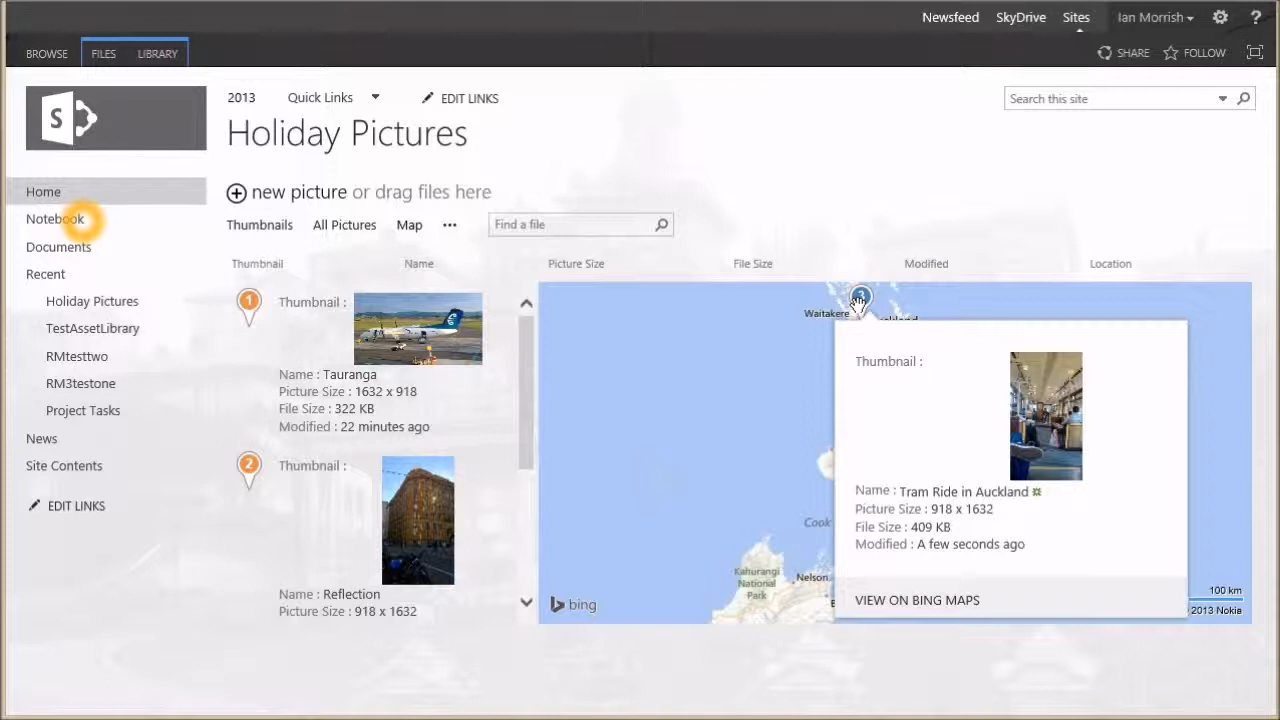 Newsfeed SkyDrive Sites Ian Morrish ?
BROWSE FILES LIBRARY SHARE FOLLOW
S
2013 Quick Links EDIT LINKS
Search this site
Holiday Pictures
Home
Notebook
Documents
Recent
Holiday Pictures
TestAssetLibrary
RMtesttwo
RM3testone
Project Tasks
News
Site Contents
EDIT LINKS
new picture or drag files here
Thumbnails All Pictures Map ••• Find a file
Thumbnail Name Picture Size File Size Modified Location
1
Thumbnail :
Name : Tauranga
Picture Size : 1632 x 918
File Size : 322 KB
Modified : 22 minutes ago
2
Thumbnail :
Name : Reflection
Picture Size : 918 x 1632
3
Waitakere
Cook
Kahurangi
National
Park
Nelson
bing
Thumbnail :
Name : Tram Ride in Auckland
Picture Size : 918 x 1632
File Size : 409 KB
Modified : A few seconds ago
VIEW ON BING MAPS
100 km
2013 Nokia